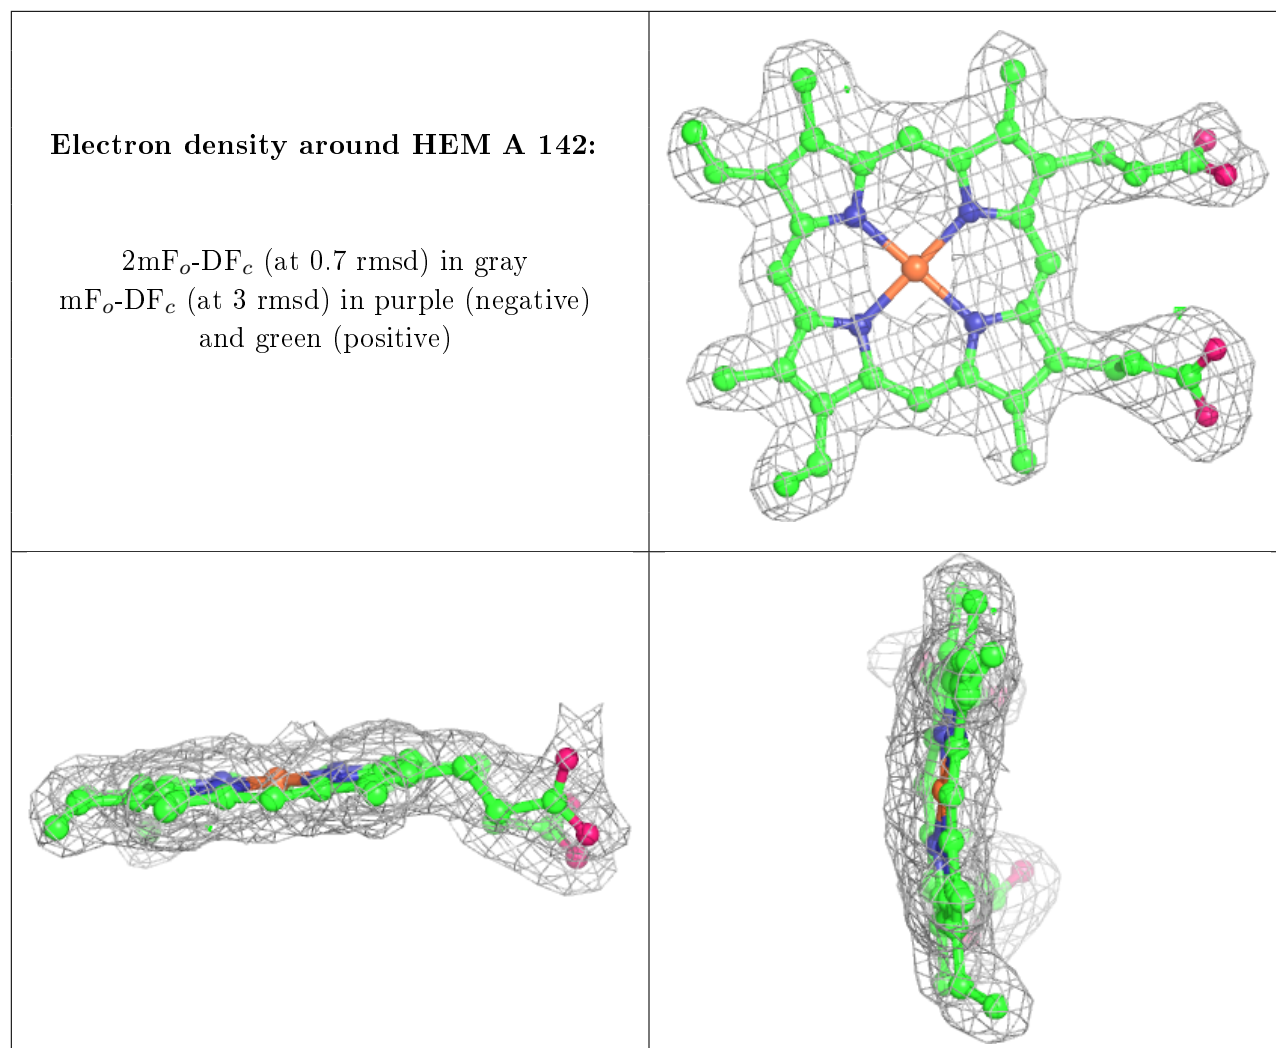 Electron density around HEM A 142:
2mFo-DFc (at 0.7 rmsd) in gray
mFo-DFc (at 3 rmsd) in purple (negative)
and green (positive)